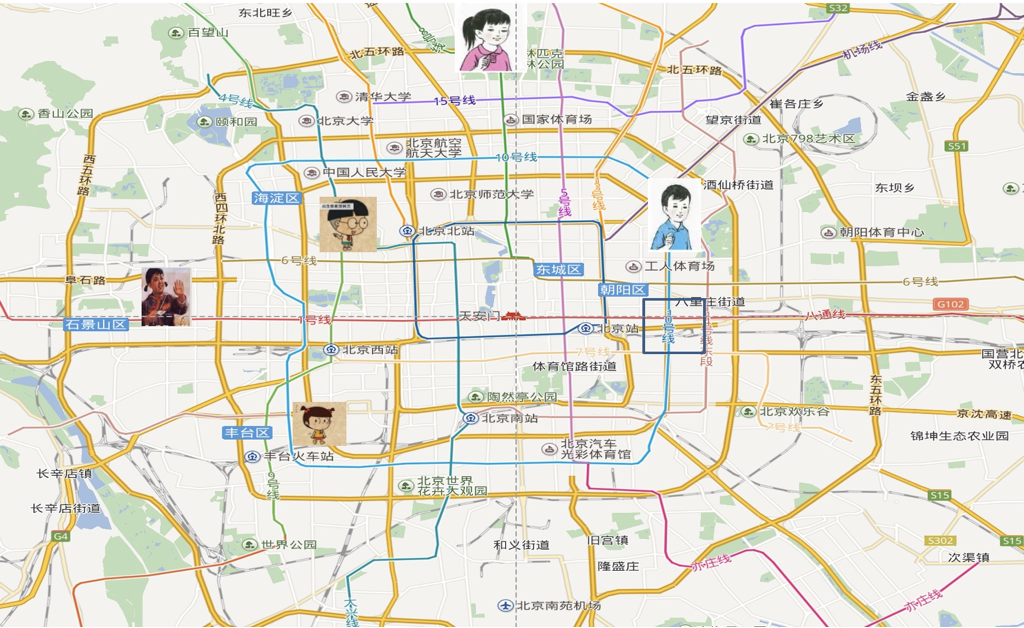 东北旺乡
S32
百望山
北五环路
林匹克
林公园
机场线
北五环路
4号线
清华大学
15号线
崔各庄乡
金盏乡
香山公园
颐和园
北京大学
国家体育场
望京街道
北京航空
航天大学
北京798艺术区
S51
西五环路
10号线
中国人民大学
酒仙桥街道
东坝乡
海淀区
北京师范大学
5号线
西四环北路
北京北站
朝阳体育中心
6号线
东城区
工人体育场
阜石路
朝阳区
6号线
八里庄街道
G102
石景山区
1号线
天安门
北京站
10号线
八通线
北京西站
7号线
国营北
双桥农
体育馆路街道
东五环路
陶然亭公园
北京南站
北京欢乐谷
京沈高速
7号线
丰台区
锦坤生态农业园
北京汽车
光彩体育馆
丰台火车站
长辛店镇
9号线
北京世界
花卉大观园
S15
长辛店街道
G4
世界公园
和义街道
旧宫镇
S302
S15
次渠镇
隆盛庄
亦庄线
大兴线
北京南苑机场
亦庄线